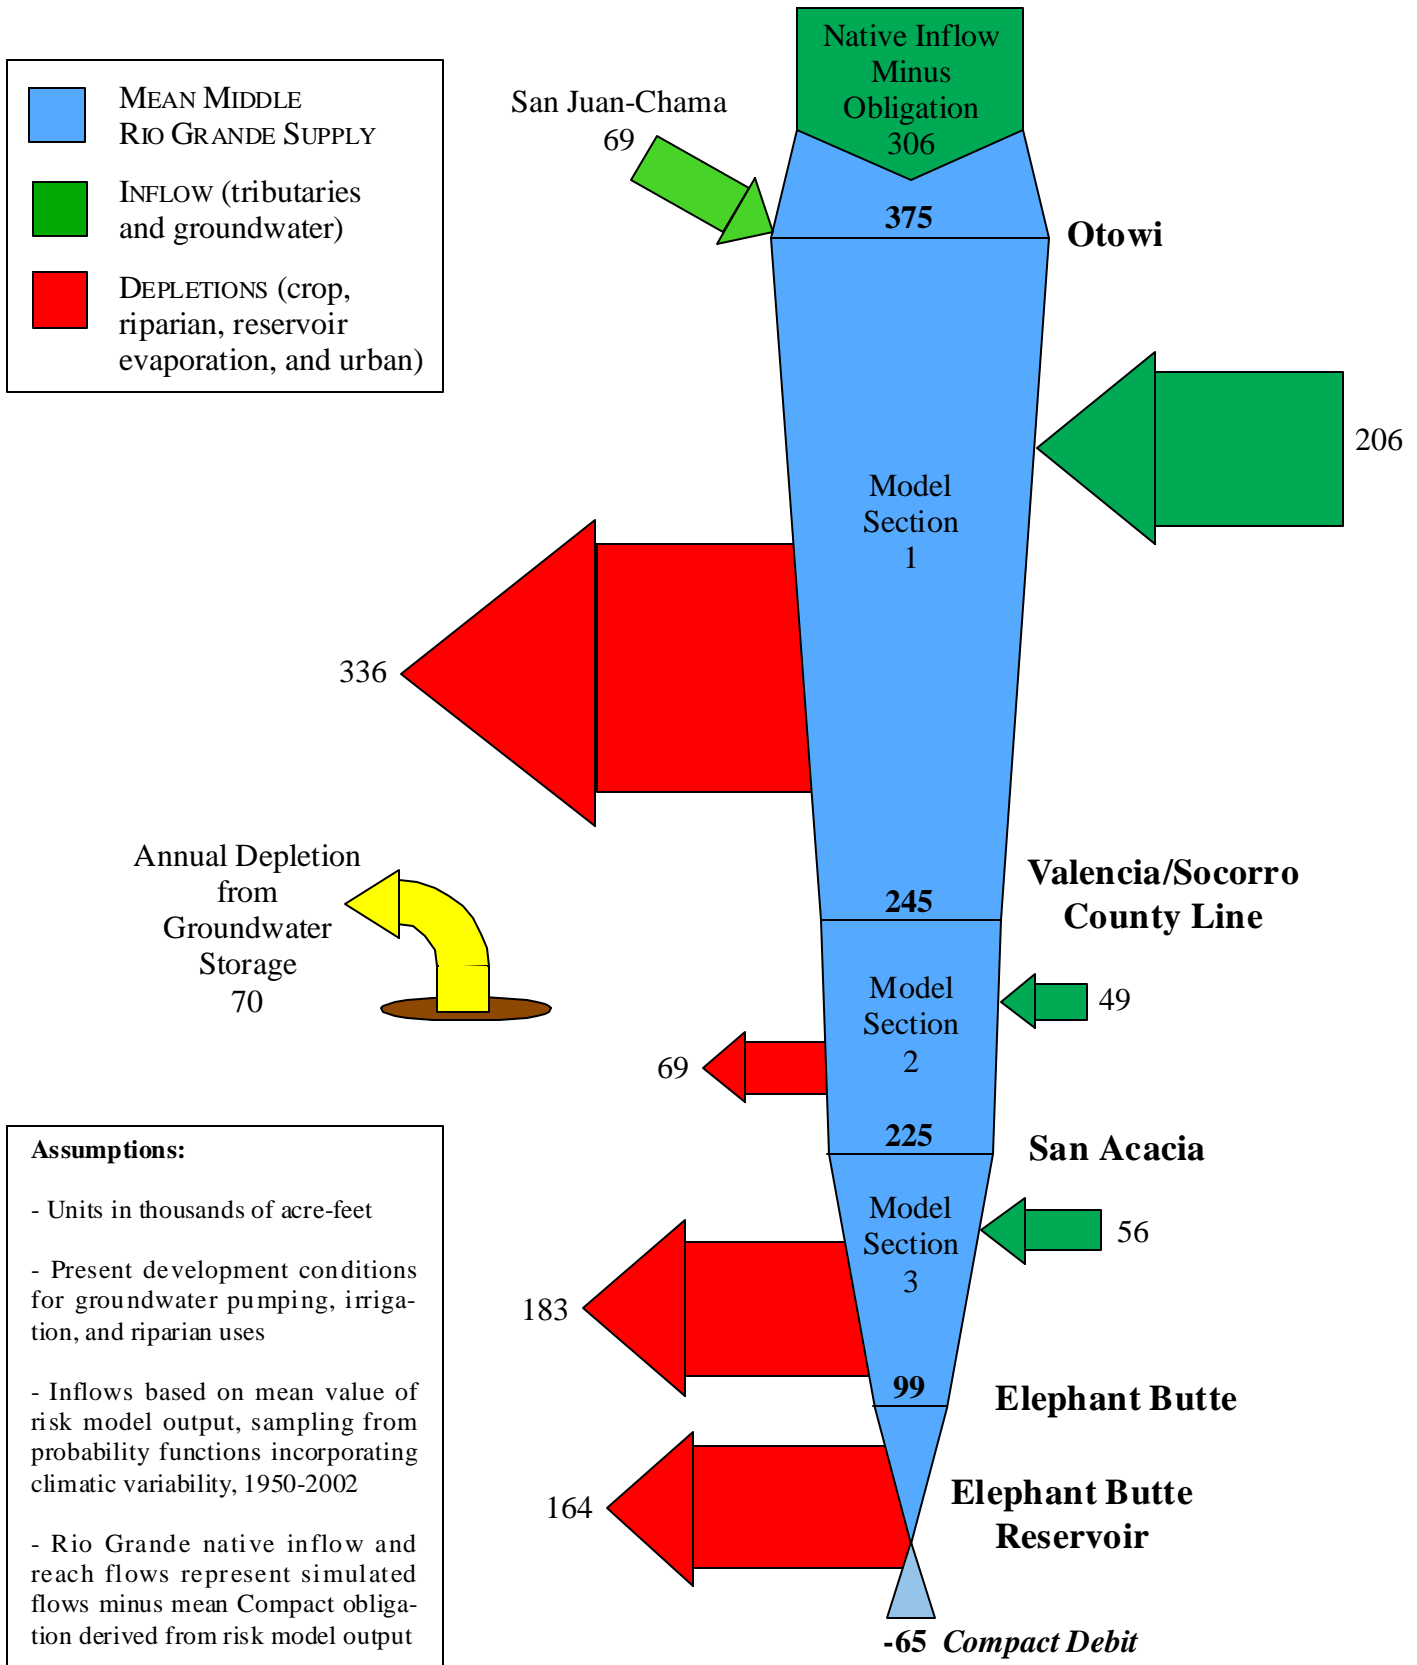 MEAN MIDDLE
RIO GRANDE SUPPLY
INFLOW (tributaries
and groundwater)
DEPLETIONS (crop,
riparian, reservoir
evaporation, and urban)
Native Inflow
Minus
Obligation
306
San Juan-Chama
69
375
Otowi
206
Model
Section
1
336
Annual Depletion
from
Groundwater
Storage
70
245
Valencia/Socorro
County Line
Model
Section
2
49
69
225
San Acacia
Model
Section
3
56
183
99
Elephant Butte
164
Elephant Butte
Reservoir
-65 Compact Debit
Assumptions:
- Units in thousands of acre-feet
- Present development conditions
for groundwater pumping, irriga-
tion, and riparian uses
- Inflows based on mean value of
risk model output, sampling from
probability functions incorporating
climatic variability, 1950-2002
- Rio Grande native inflow and
reach flows represent simulated
flows minus mean Compact obliga-
tion derived from risk model output